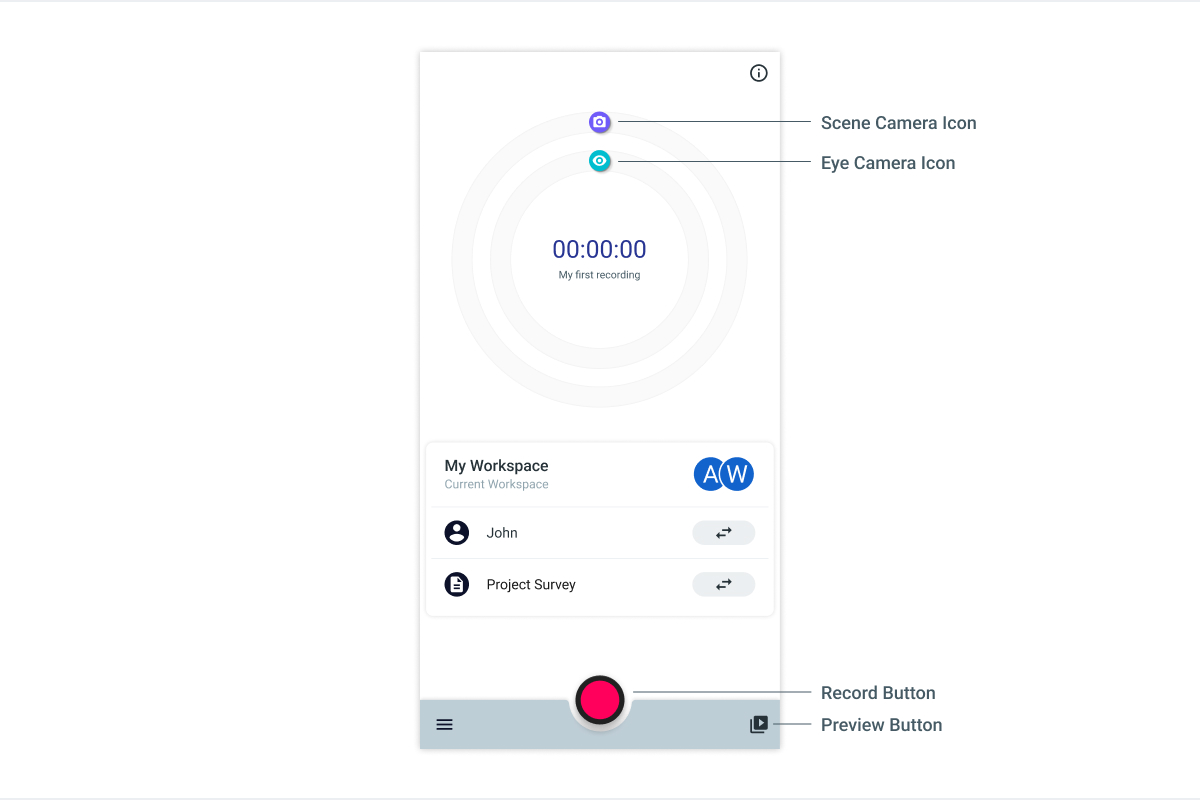 Scene Camera Icon
Eye Camera Icon
00:00:00
My first recording
My Workspace
Current Workspace
A W
John
Project Survey
Record Button
Preview Button